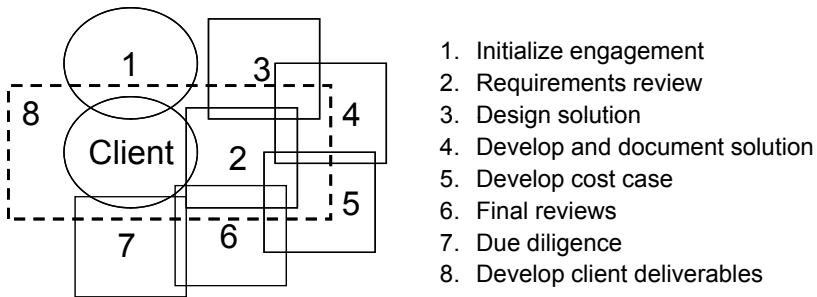 1
3
8
4
Client
2
5
7
6
1. Initialize engagement
2. Requirements review
3. Design solution
4. Develop and document solution
5. Develop cost case
6. Final reviews
7. Due diligence
8. Develop client deliverables